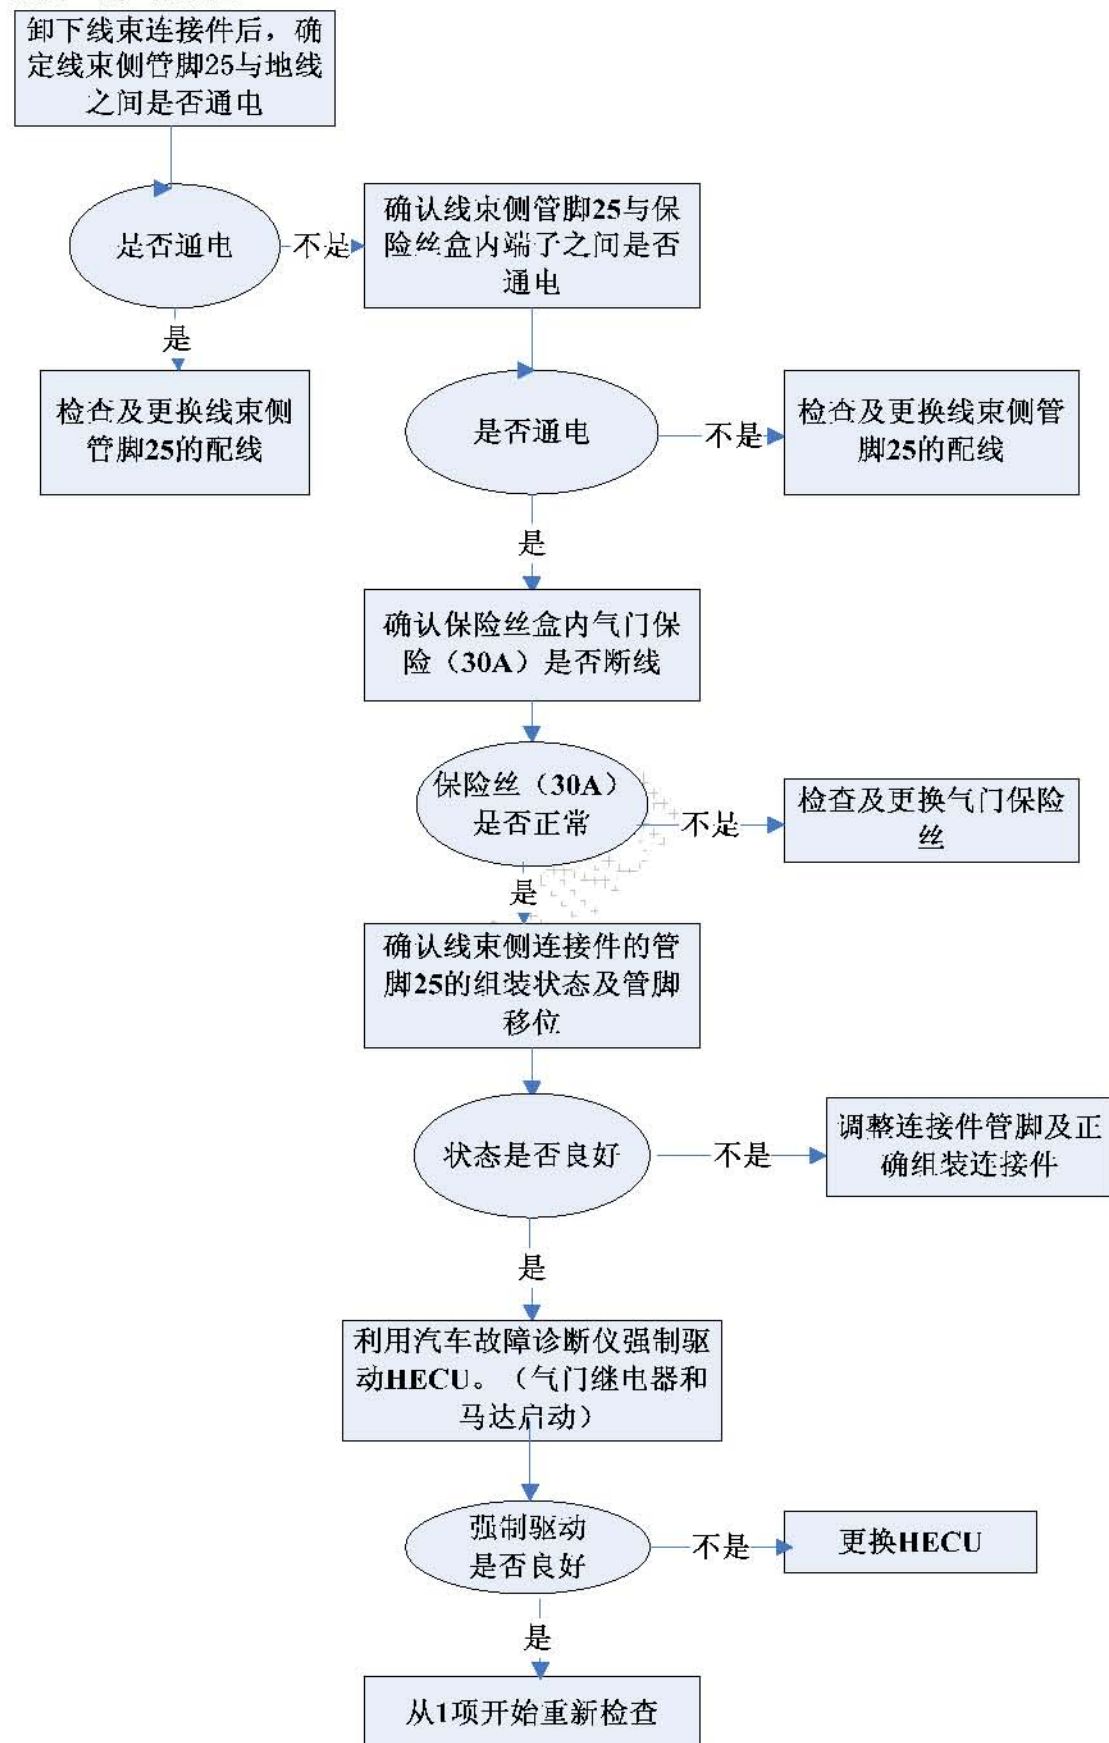 卸下线束连接件后，确
定线束侧管脚25与地线
之间是否通电
是否通电
不是
确认线束侧管脚25与保
险丝盒内端子之间是否
通电
是
检查及更换线束侧
管脚25的配线
是否通电
不是
检查及更换线束侧管
脚25的配线
是
确认保险丝盒内气门保
险（30A）是否断线
保险丝（30A）
是否正常
不是
检查及更换气门保险
丝
是
确认线束侧连接件的管
脚25的组装状态及管脚
移位
状态是否良好
不是
调整连接件管脚及正
确组装连接件
是
利用汽车故障诊断仪强制驱
动HECU。（气门继电器和
马达启动）
强制驱动
是否良好
不是
更换HECU
是
从1项开始重新检查